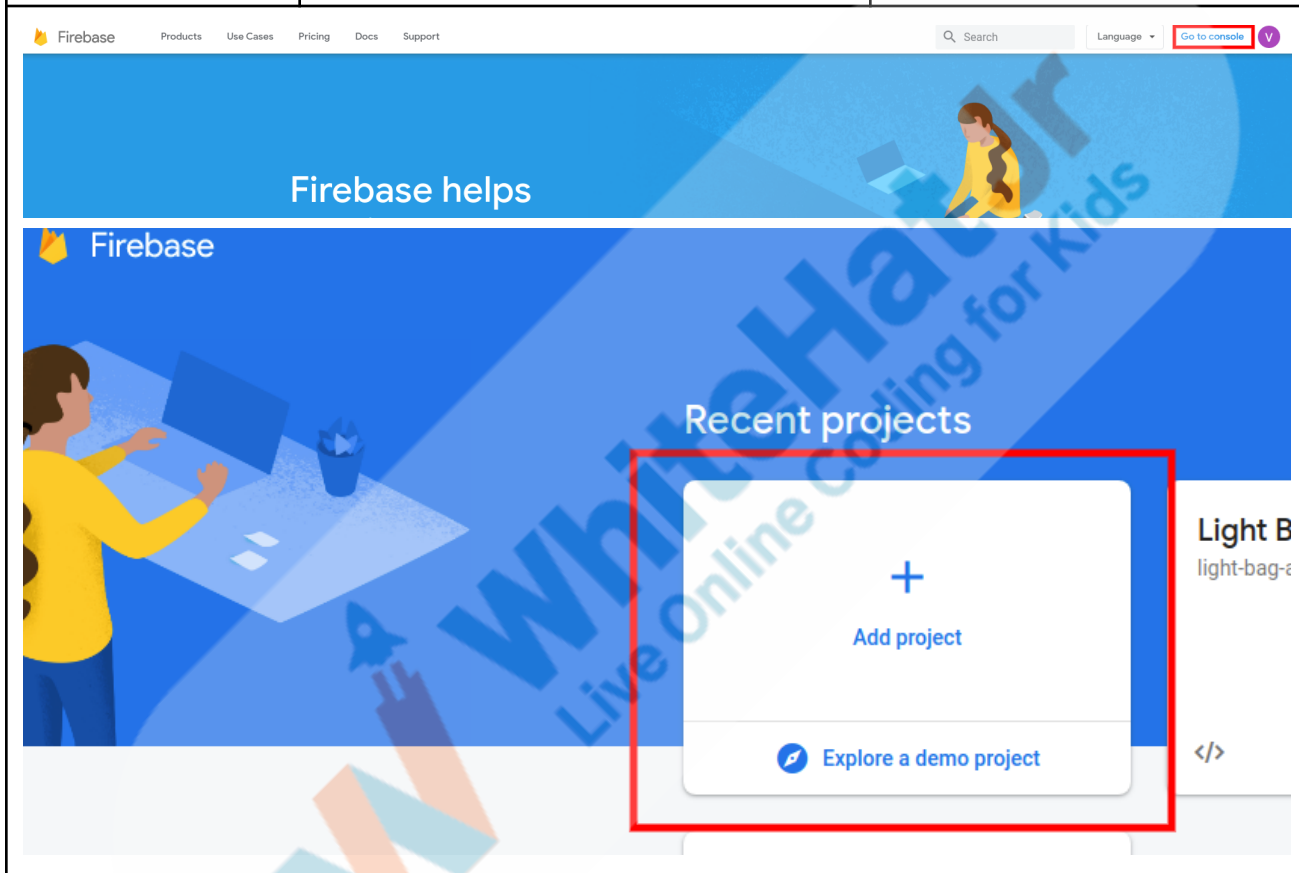 Firebase Products Use Cases Pricing Docs Support Search Language Go to console V
Firebase helps
Firebase
Recent projects
Add project
Light B
light-bag-a
Explore a demo project
</>
WhiteHat Jr
Live Online Coding for Kids